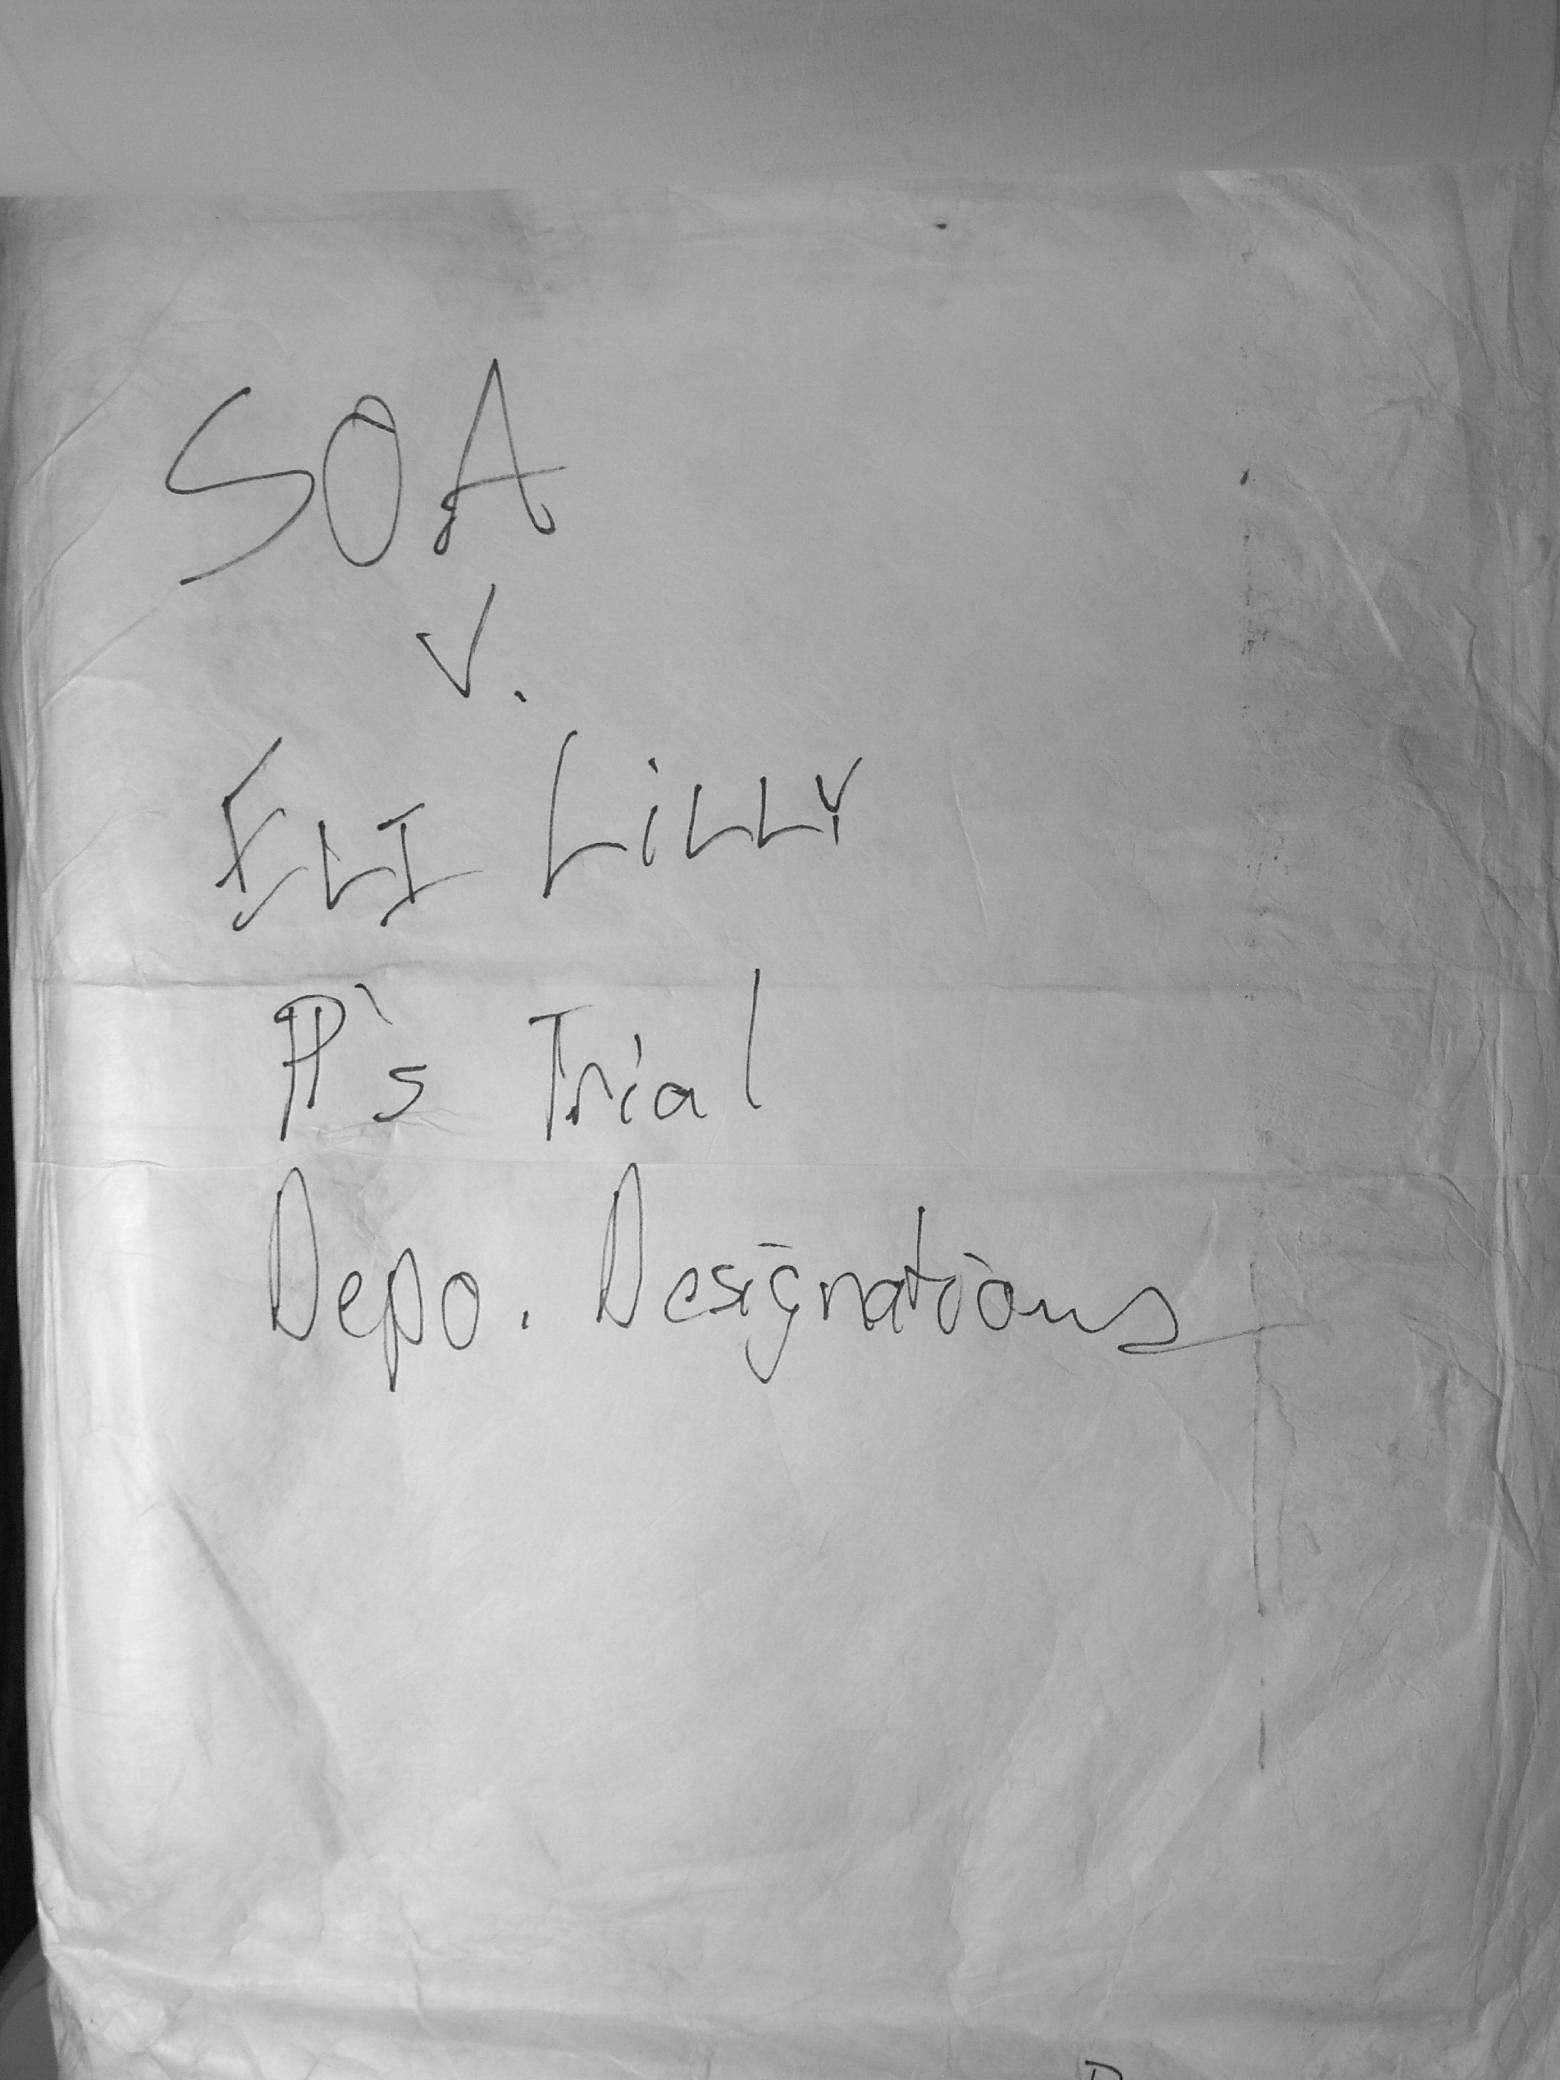 SOA
v.
ELI LiLLY
Pl's Trial
Depo. Designations